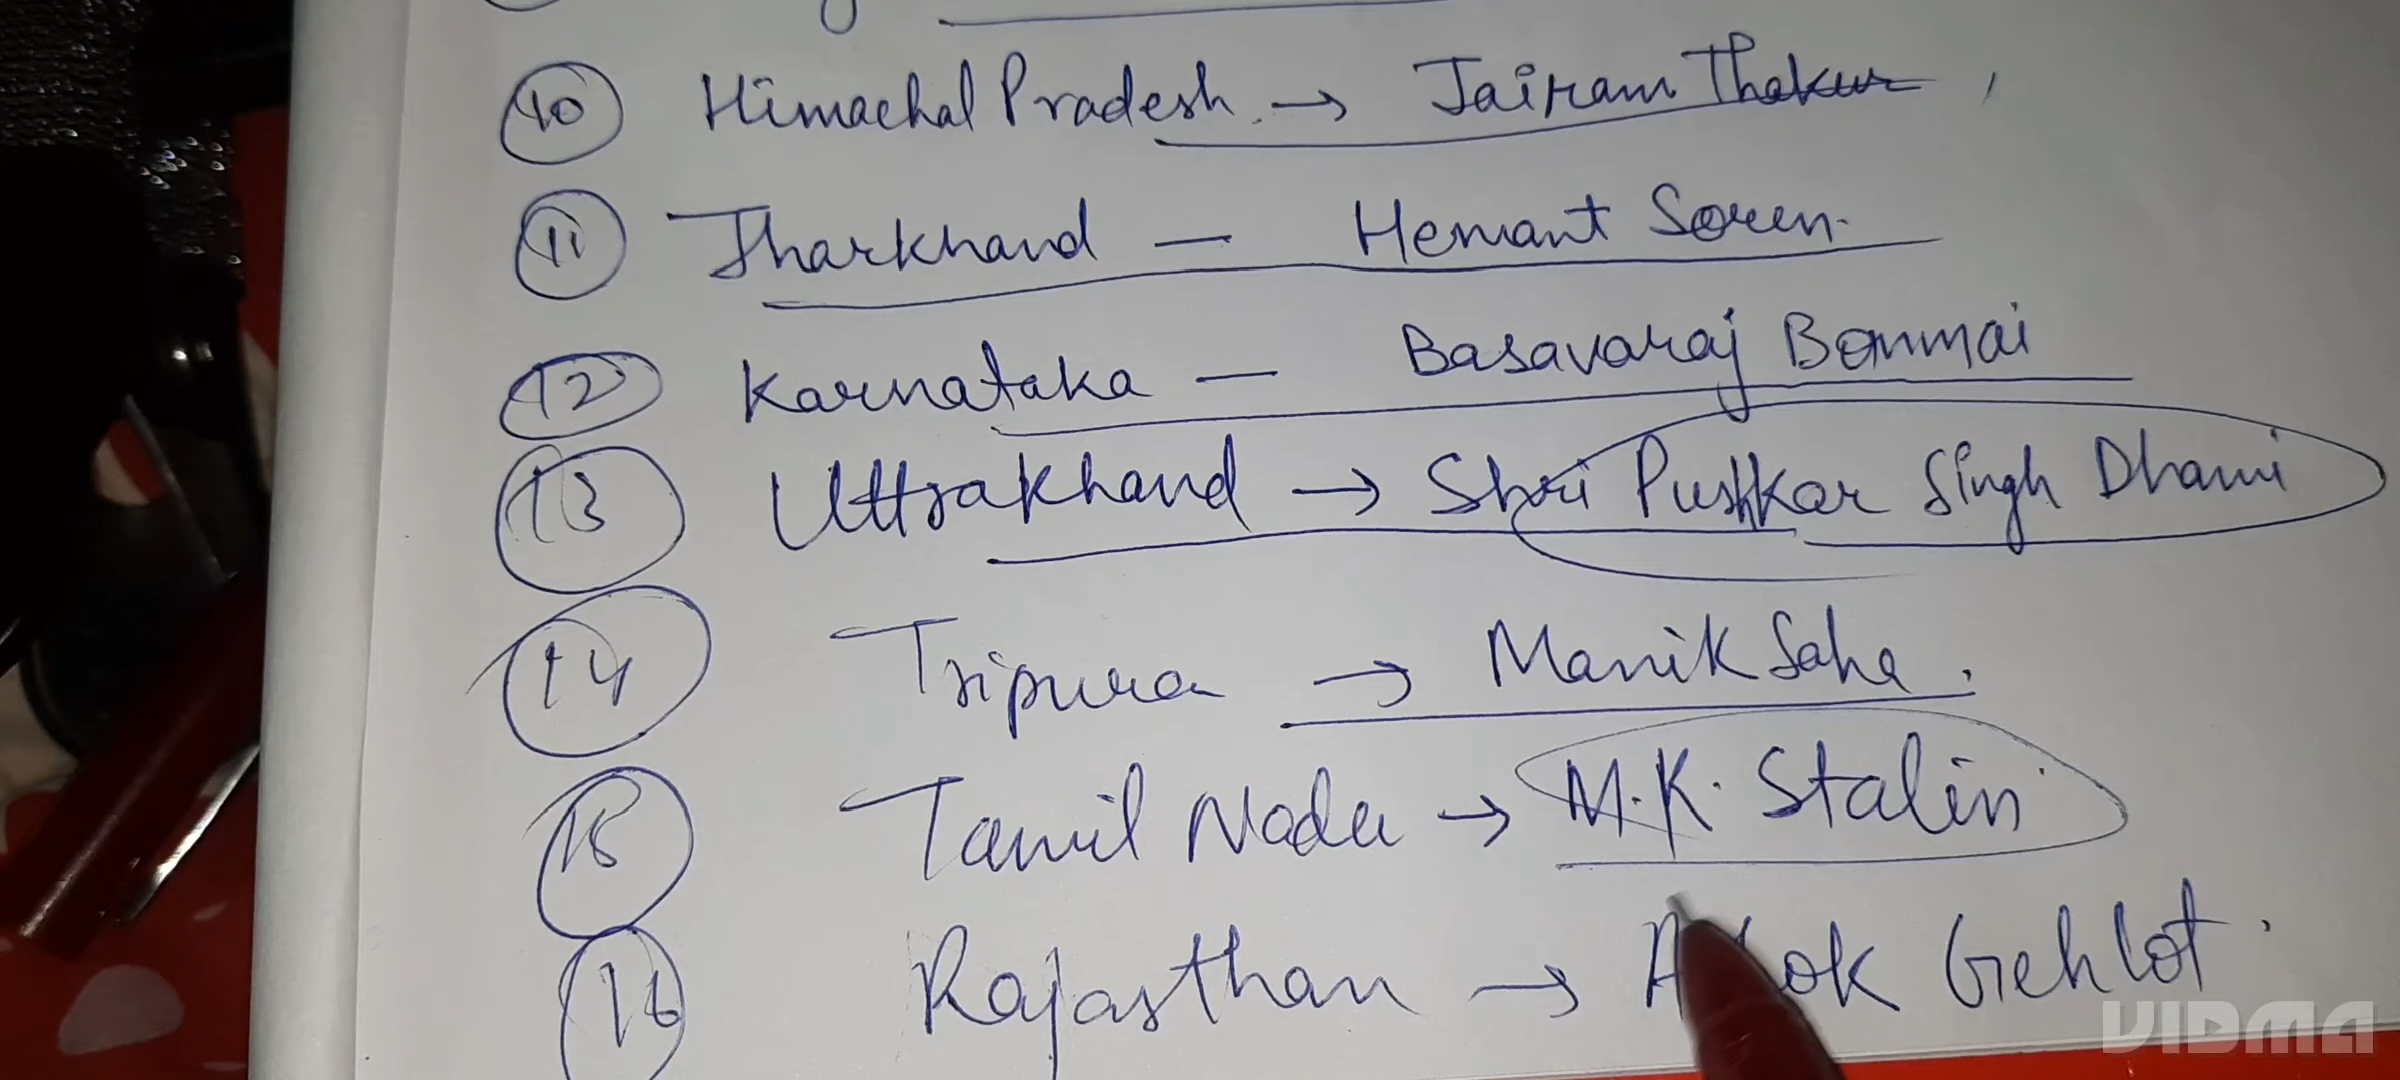 10 Himachal Pradesh. → Jairam Thakur,
11 Jharkhand — Hemant Soren.
12 Karnataka — Basavaraj Bommai
13 Uttrakhand → Shri Pushkar Singh Dhami
14 Tripura → Manik Saha.
15 Tamil Nadu → M.K. Stalin
16 Rajasthan → Ashok Gehlot.
VIDMA